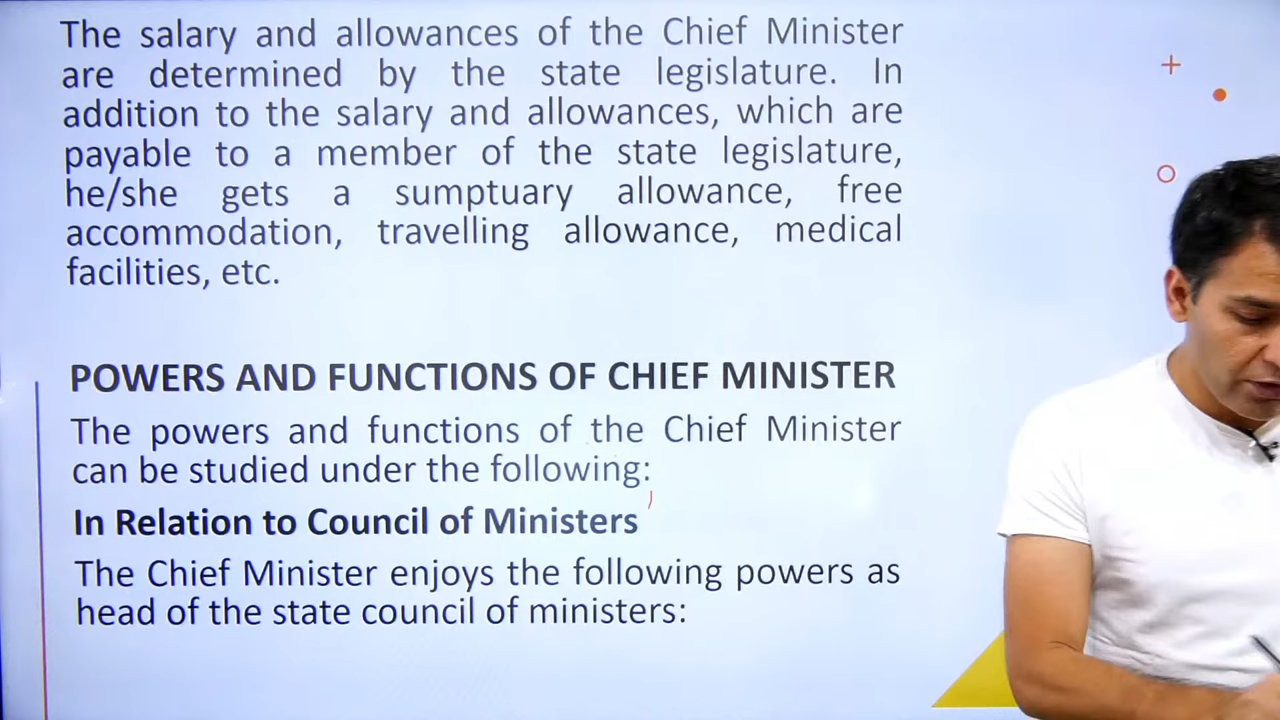 The salary and allowances of the Chief Minister
are determined by the state legislature. In
addition to the salary and allowances, which are
payable to a member of the state legislature,
he/she gets a sumptuary allowance, free
accommodation, travelling allowance, medical
facilities, etc.
POWERS AND FUNCTIONS OF CHIEF MINISTER
The powers and functions of the Chief Minister
can be studied under the following:
In Relation to Council of Ministers
The Chief Minister enjoys the following powers as
head of the state council of ministers: